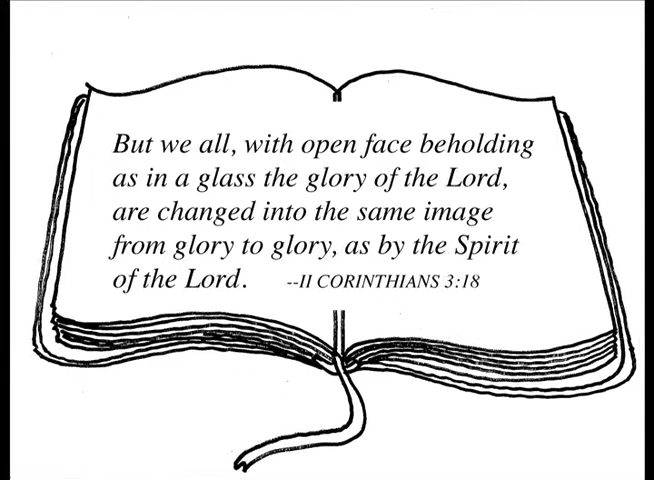 But we all, with open face beholding
as in a glass the glory of the Lord,
are changed into the same image
from glory to glory, as by the Spirit
of the Lord. --II CORINTHIANS 3:18